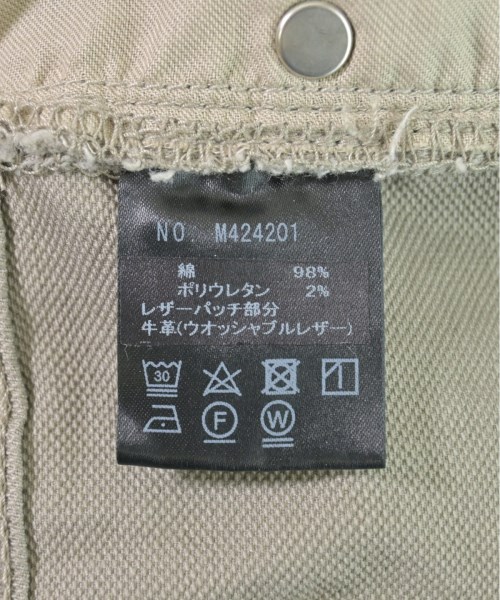 NO. M424201
綿 98%
ポリウレタン 2%
レザーパッチ部分
牛革(ウオッシャブルレザー)
30
F W